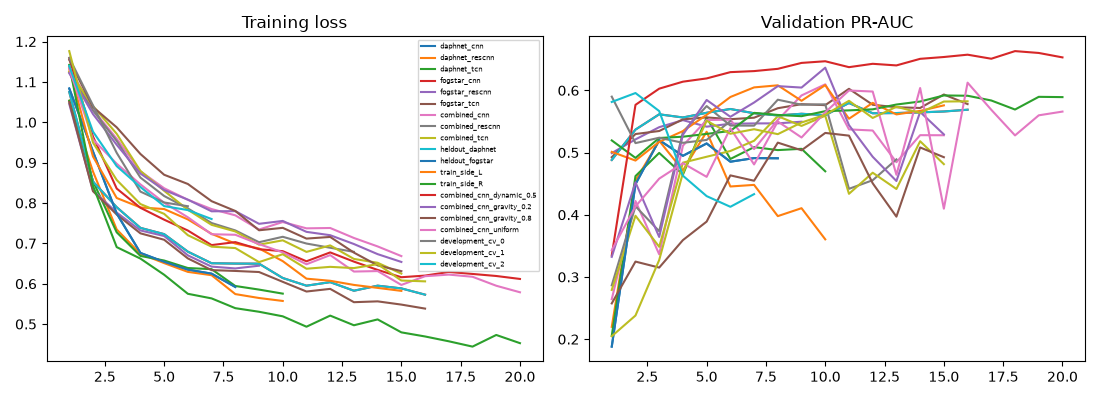 Training loss
Validation PR-AUC
1.2
1.1
1.0
0.9
0.8
0.7
0.6
0.5
2.5
5.0
7.5
10.0
12.5
15.0
17.5
20.0
daphnet_cnn
daphnet_rescnn
daphnet_tcn
fogstar_cnn
fogstar_rescnn
fogstar_tcn
combined_cnn
combined_rescnn
combined_tcn
heldout_daphnet
heldout_fogstar
train_side_L
train_side_R
combined_cnn_dynamic_0.5
combined_cnn_gravity_0.2
combined_cnn_gravity_0.8
combined_cnn_uniform
development_cv_0
development_cv_1
development_cv_2
0.6
0.5
0.4
0.3
0.2
2.5
5.0
7.5
10.0
12.5
15.0
17.5
20.0